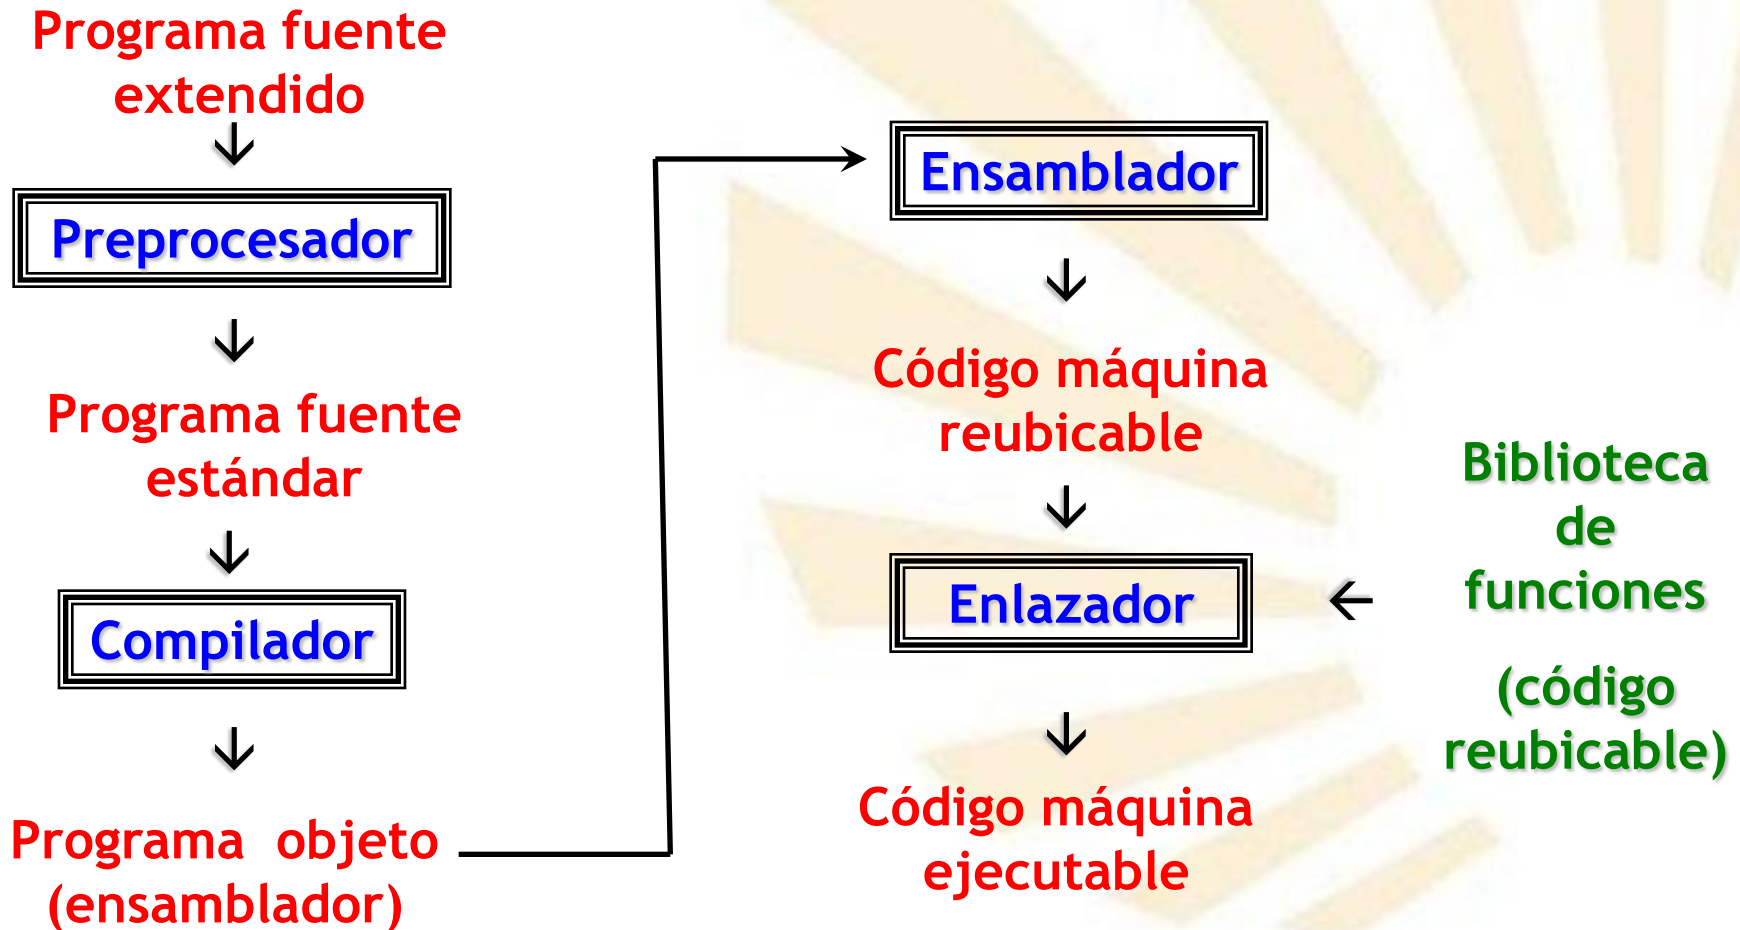 Programa fuente
extendido
Preprocesador
Programa fuente
estándar
Compilador
Programa objeto
(ensamblador)
Ensamblador
Código máquina
reubicable
Enlazador
Código máquina
ejecutable
Biblioteca
de
funciones
(código
reubicable)